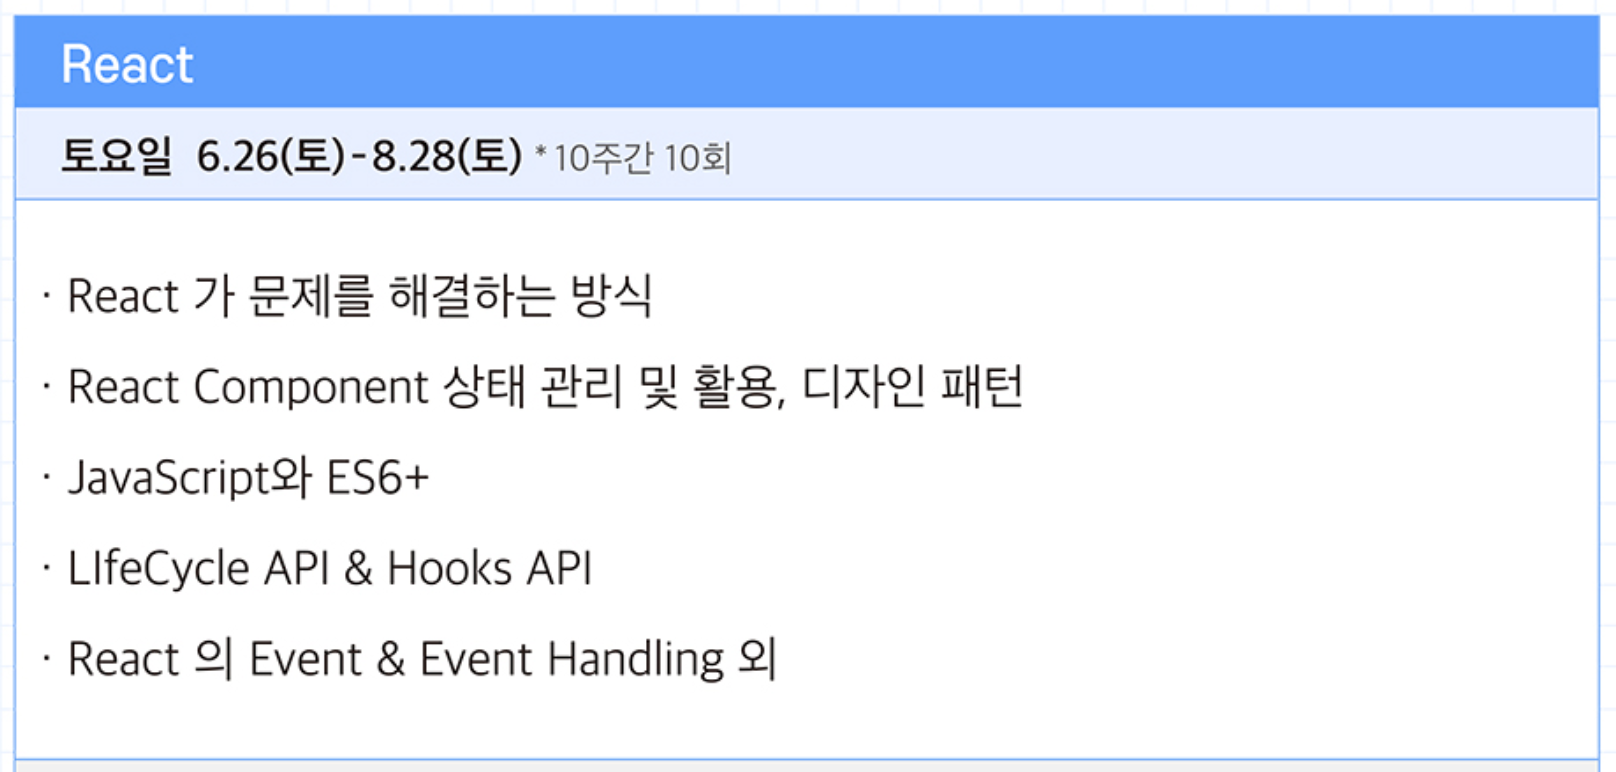 React
토요일 6.26(토)-8.28(토) *10주간 10회
· React 가 문제를 해결하는 방식
· React Component 상태 관리 및 활용, 디자인 패턴
· JavaScript와 ES6+
· LIfeCycle API & Hooks API
· React 의 Event & Event Handling 외